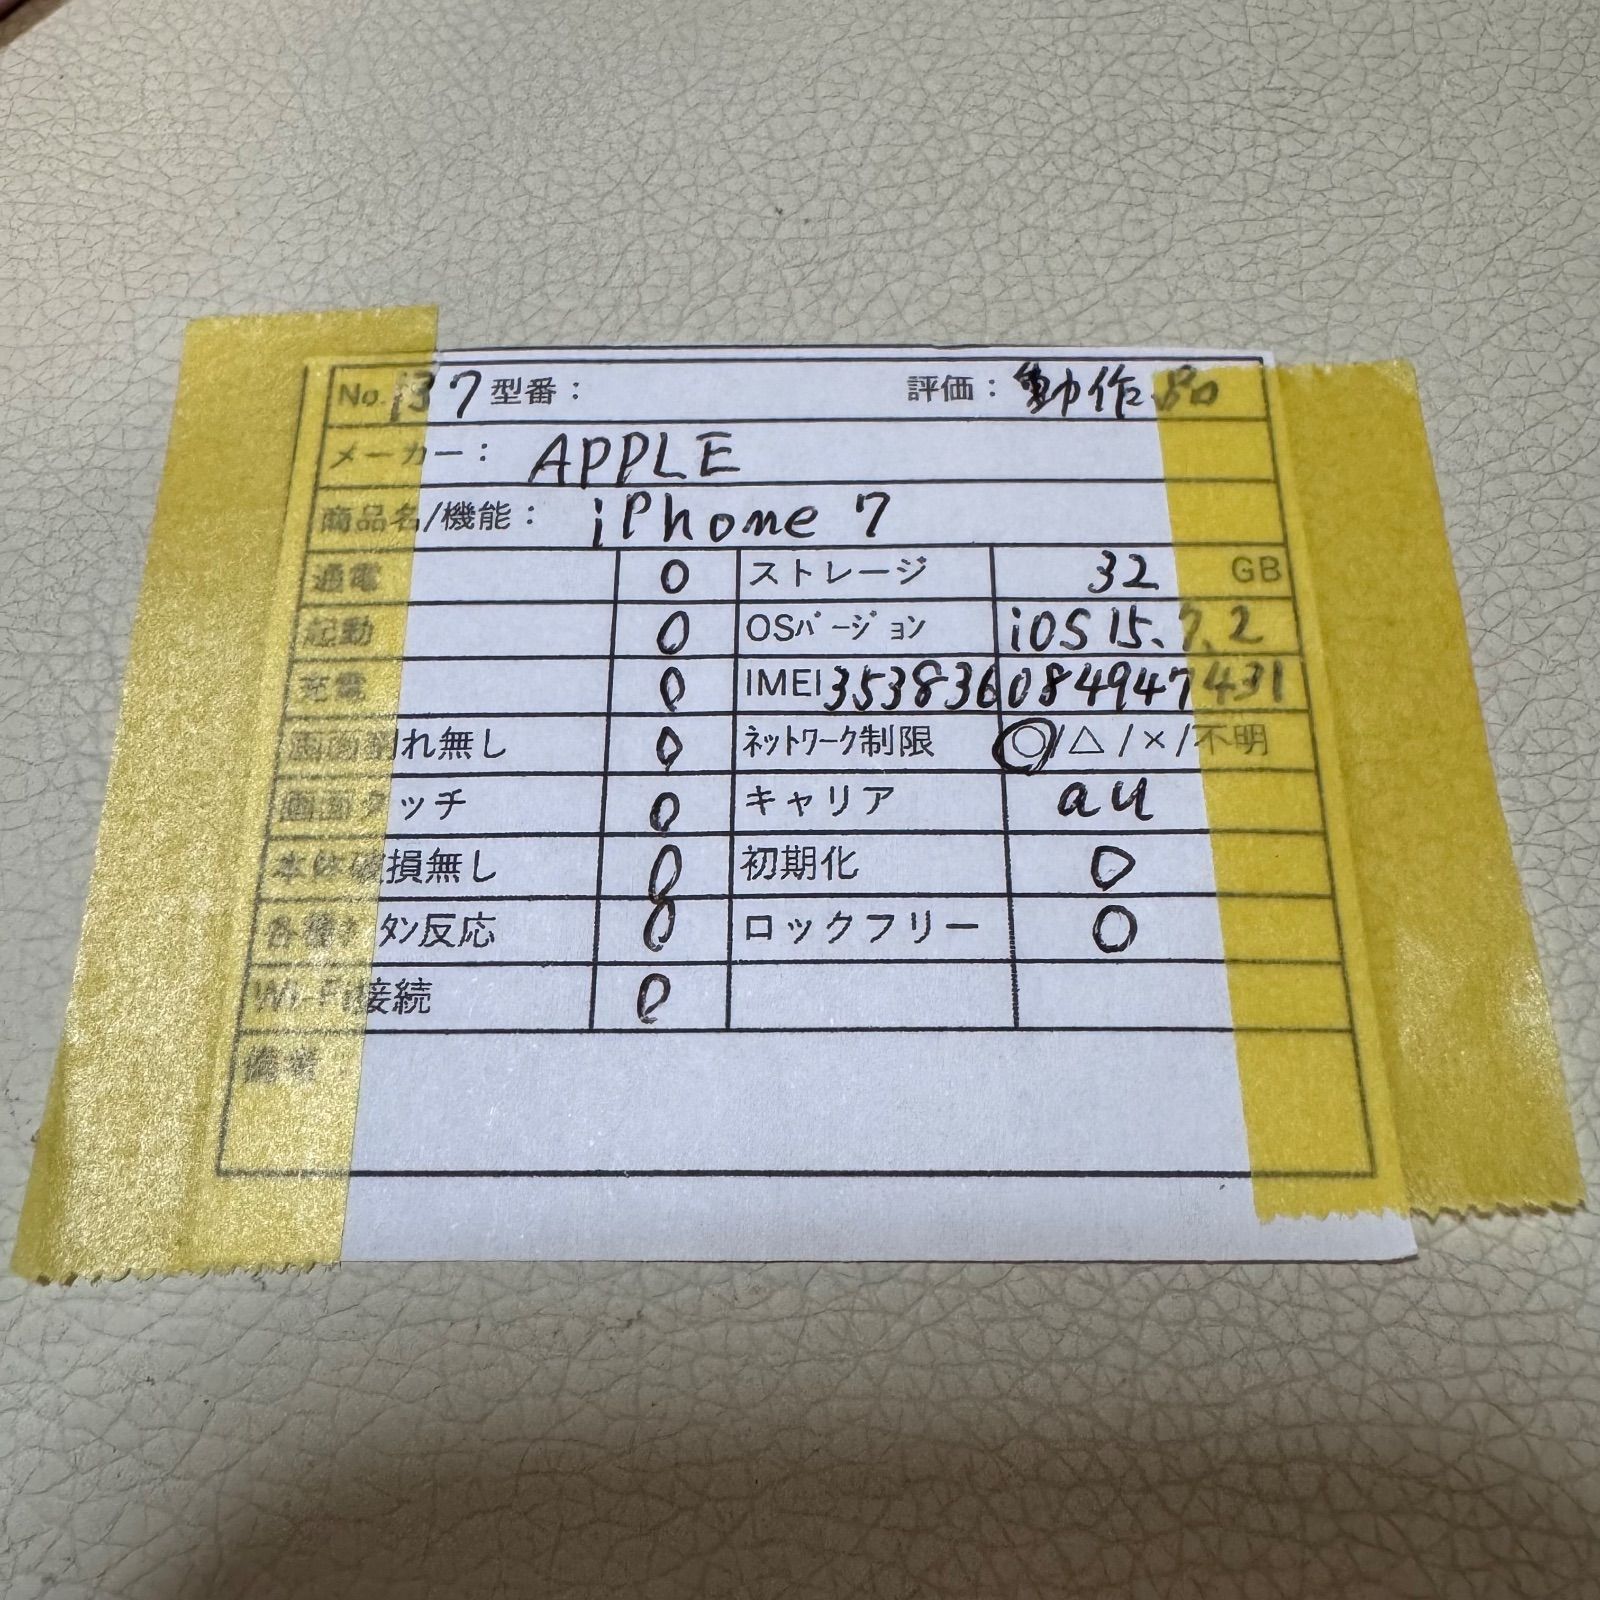 No. i37 型番： 評価：動作 80
メーカー： APPLE
商品名/機能： iPhone 7
通電 〇 ストレージ 32 GB
起動 〇 OSバージョン iOS 15.7.2
充電 〇 IMEI 353836084947431
画面割れ無し 〇 ネットワーク制限 〇/△/×/不明
画面タッチ 〇 キャリア au
本体破損無し 〇 初期化 〇
各種ボタン反応 〇 ロックフリー 〇
Wi-Fi接続 〇
備考：